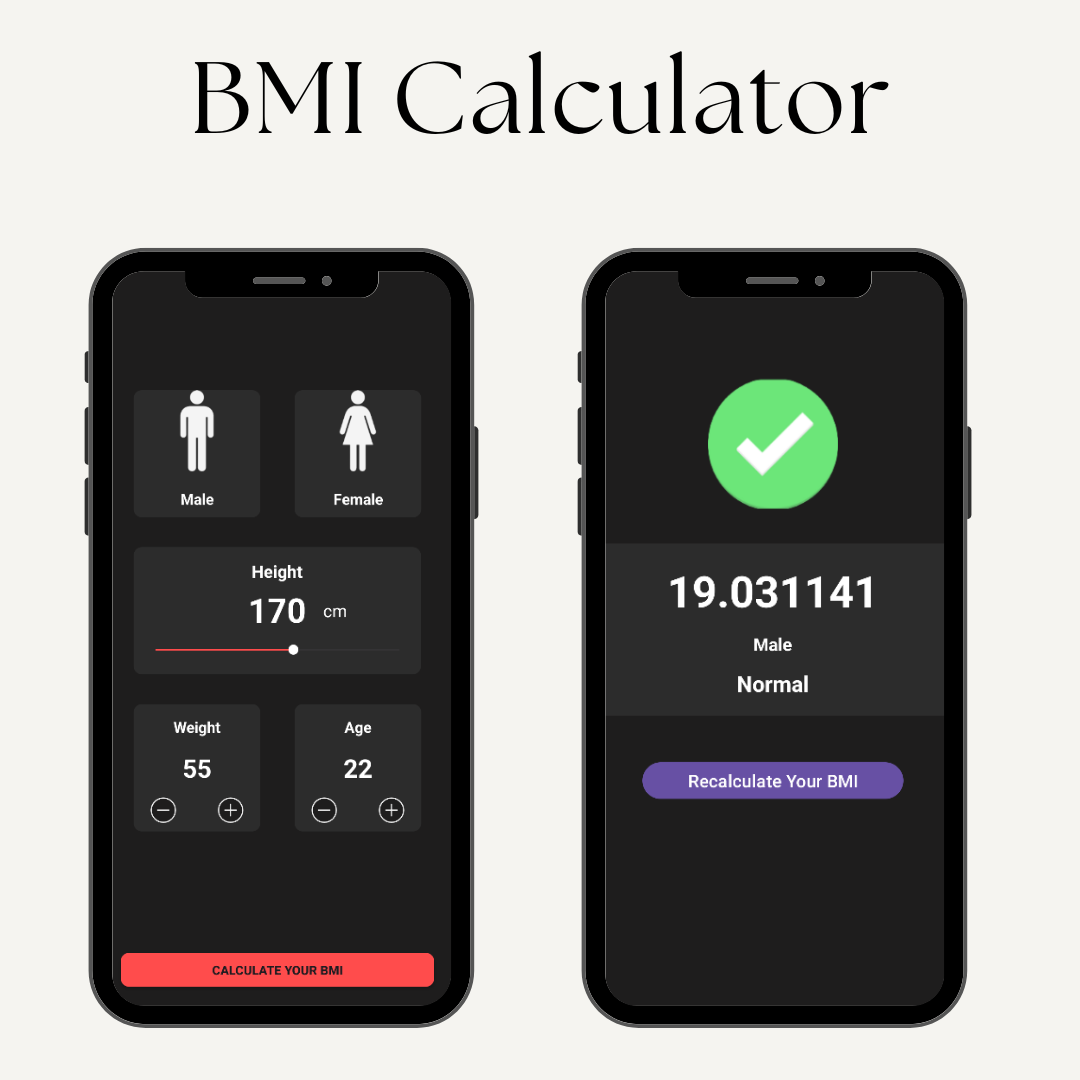 BMI Calculator
Male
Female
Height
170 cm
Weight
55
Age
22
CALCULATE YOUR BMI
19.031141
Male
Normal
Recalculate Your BMI